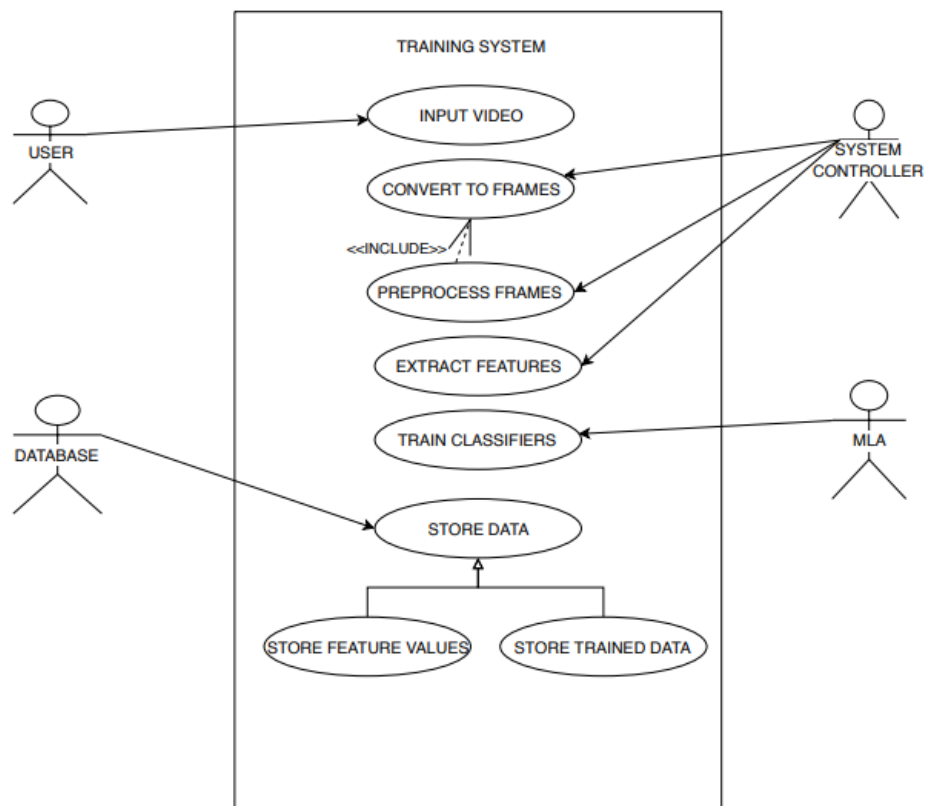 TRAINING SYSTEM
INPUT VIDEO
USER
SYSTEM
CONTROLLER
CONVERT TO FRAMES
<<INCLUDE>>
PREPROCESS FRAMES
EXTRACT FEATURES
TRAIN CLASSIFIERS
MLA
DATABASE
STORE DATA
STORE FEATURE VALUES
STORE TRAINED DATA